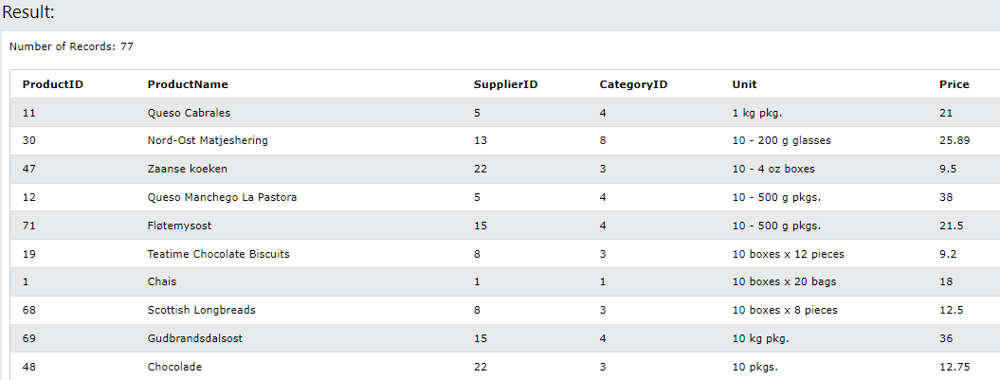 Result:
Number of Records: 77
ProductID ProductName SupplierID CategoryID Unit Price
11 Queso Cabrales 5 4 1 kg pkg. 21
30 Nord-Ost Matjeshering 13 8 10 - 200 g glasses 25.89
47 Zaanse koeken 22 3 10 - 4 oz boxes 9.5
12 Queso Manchego La Pastora 5 4 10 - 500 g pkgs. 38
71 Fløtemysost 15 4 10 - 500 g pkgs. 21.5
19 Teatime Chocolate Biscuits 8 3 10 boxes x 12 pieces 9.2
1 Chais 1 1 10 boxes x 20 bags 18
68 Scottish Longbreads 8 3 10 boxes x 8 pieces 12.5
69 Gudbrandsdalsost 15 4 10 kg pkg. 36
48 Chocolade 22 3 10 pkgs. 12.75